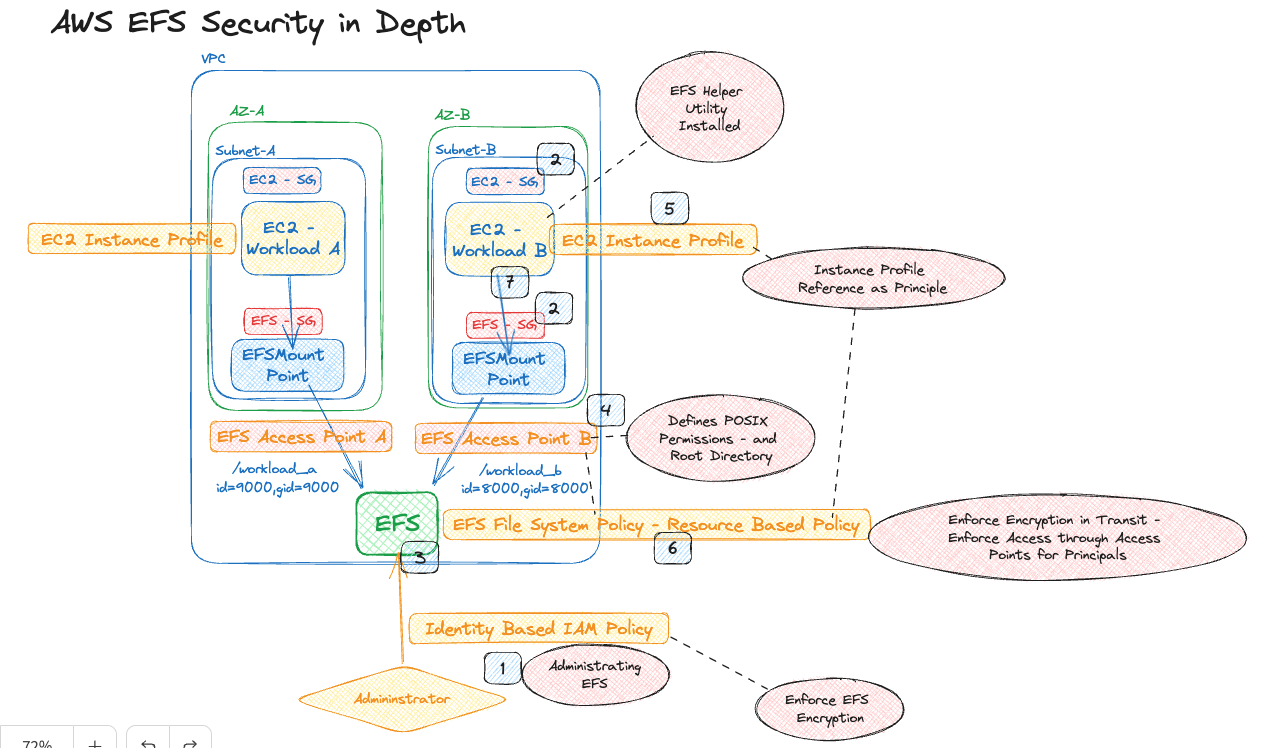 AWS EFS Security in Depth
VPC
AZ-A
AZ-B
Subnet-A
Subnet-B
2
EC2 - SG
EC2 - SG
EFS Helper
Utility
Installed
EC2 Instance Profile
EC2 -
Workload A
EC2 -
Workload B
5
EC2 Instance Profile
Instance Profile
Reference as Principle
7
2
EFS - SG
EFS - SG
EFSMount
Point
EFSMount
Point
4
EFS Access Point A
EFS Access Point B
Defines POSIX
Permissions - and
Root Directory
/workload_a
id=9000,gid=9000
/workload_b
id=8000,gid=8000
EFS
3
EFS File System Policy - Resource Based Policy
6
Enforce Encryption in Transit -
Enforce Access through Access
Points for Principals
Identity Based IAM Policy
1
Administrating
EFS
Admininstrator
Enforce EFS
Encryption
72%